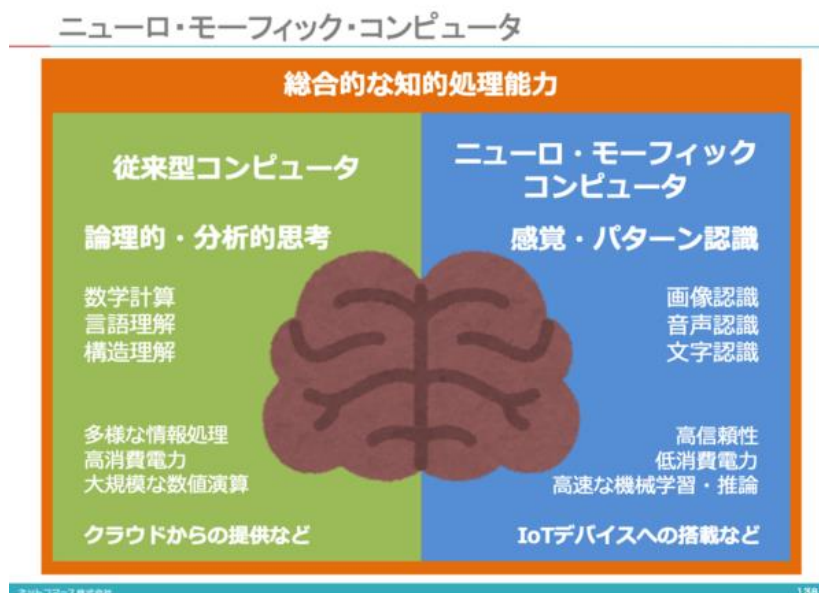 ニューロ・モーフィック・コンピュータ
総合的な知的処理能力
従来型コンピュータ
論理的・分析的思考
数学計算
言語理解
構造理解
多様な情報処理
高消費電力
大規模な数値演算
クラウドからの提供など
ニューロ・モーフィック
コンピュータ
感覚・パターン認識
画像認識
音声認識
文字認識
高信頼性
低消費電力
高速な機械学習・推論
IoTデバイスへの搭載など